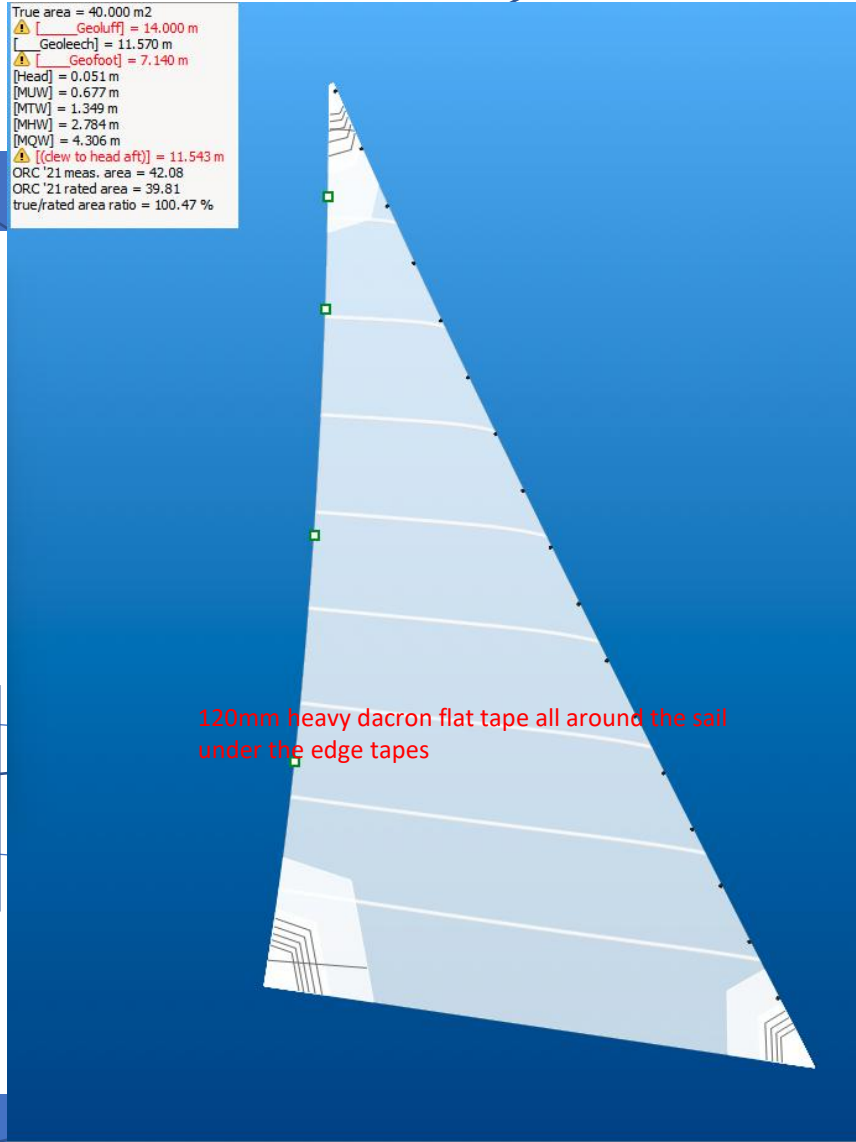 True area = 40.000 m2
[_____Geoluff] = 14.000 m
[___Geoleech] = 11.570 m
[____Geofoot] = 7.140 m
[Head] = 0.051 m
[MUW] = 0.677 m
[MTW] = 1.349 m
[MHW] = 2.784 m
[MQW] = 4.306 m
[(clew to head aft)] = 11.543 m
ORC '21 meas. area = 42.08
ORC '21 rated area = 39.81
true/rated area ratio = 100.47 %
120mm heavy dacron flat tape all around the sail
under the edge tapes